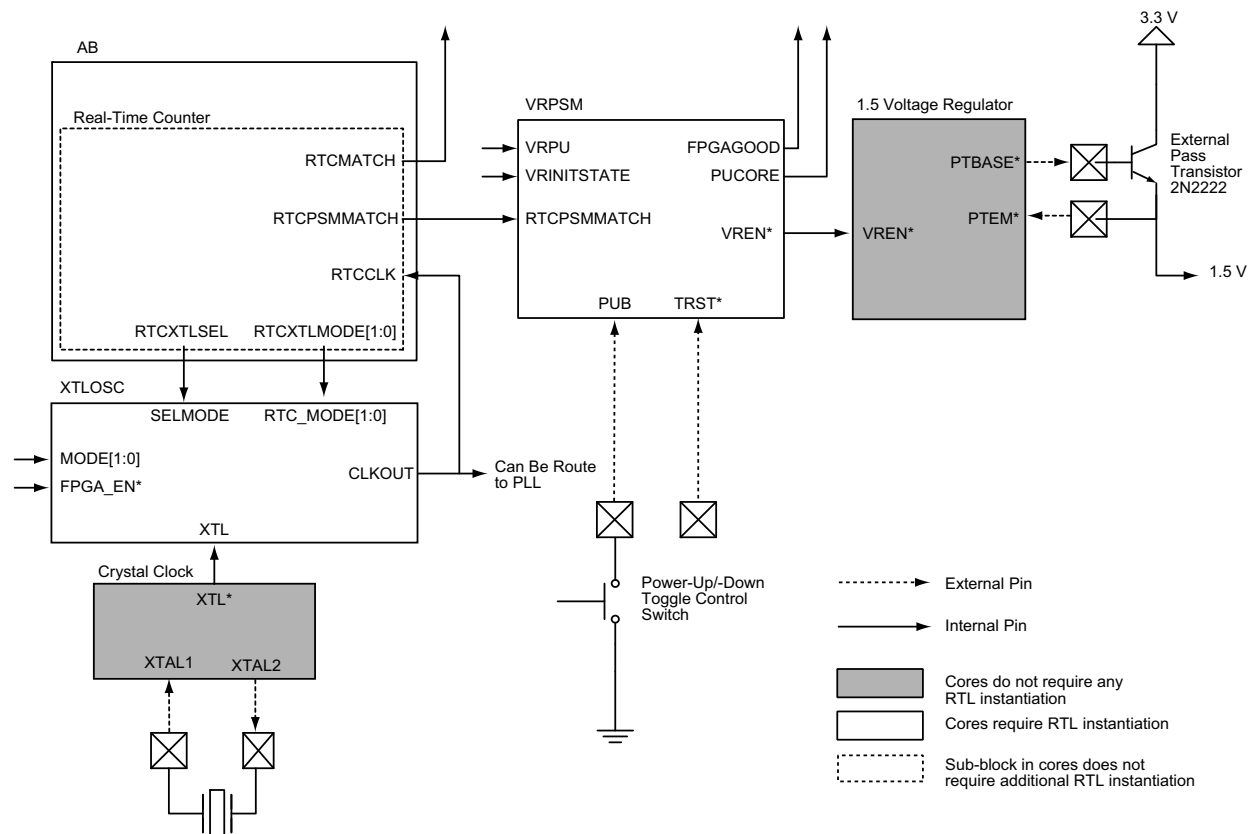 AB
Real-Time Counter
RTCMATCH
RTCPSMMATCH
RTCCLK
RTCXTLSEL
RTCXTLMODE[1:0]
XTLOSC
SELMODE
RTC_MODE[1:0]
MODE[1:0]
FPGA_EN*
CLKOUT
XTL
Can Be Route
to PLL
Crystal Clock
XTL*
XTAL1
XTAL2
VRPSM
VRPU
VRINITSTATE
RTCPSMMATCH
FPGAGOOD
PUCORE
VREN*
PUB
TRST*
Power-Up/-Down
Toggle Control
Switch
1.5 Voltage Regulator
PTBASE*
PTEM*
VREN*
3.3 V
External
Pass
Transistor
2N2222
1.5 V
External Pin
Internal Pin
Cores do not require any
RTL instantiation
Cores require RTL instantiation
Sub-block in cores does not
require additional RTL instantiation